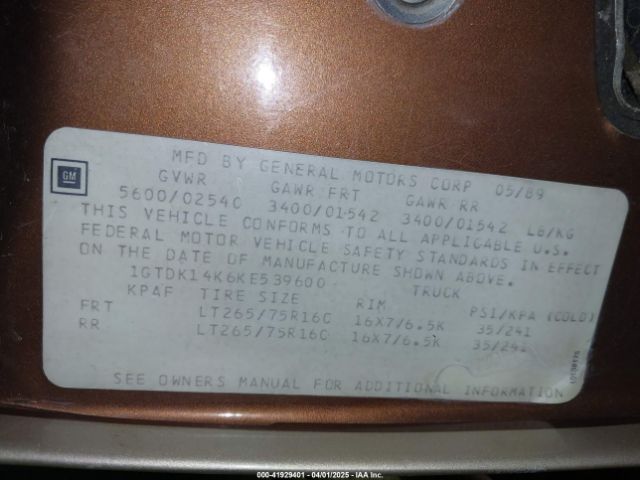 MFD BY GENERAL MOTORS CORP 05/89
GM
GVWR GAWR FRT GAWR RR
5600/02540 3400/01542 3400/01542 LB/KG
THIS VEHICLE CONFORMS TO ALL APPLICABLE U.S.
FEDERAL MOTOR VEHICLE SAFETY STANDARDS IN EFFECT
ON THE DATE OF MANUFACTURE SHOWN ABOVE.
1GTDK14K6KE539600 TRUCK
KPAF TIRE SIZE RIM PSI/KPA (COLD)
FRT LT265/75R16C 16X7/6.5K 35/241
RR LT265/75R16C 16X7/6.5K 35/241
SEE OWNERS MANUAL FOR ADDITIONAL INFORMATION
000-41929401 | 04/01/2025 | IAA Inc.